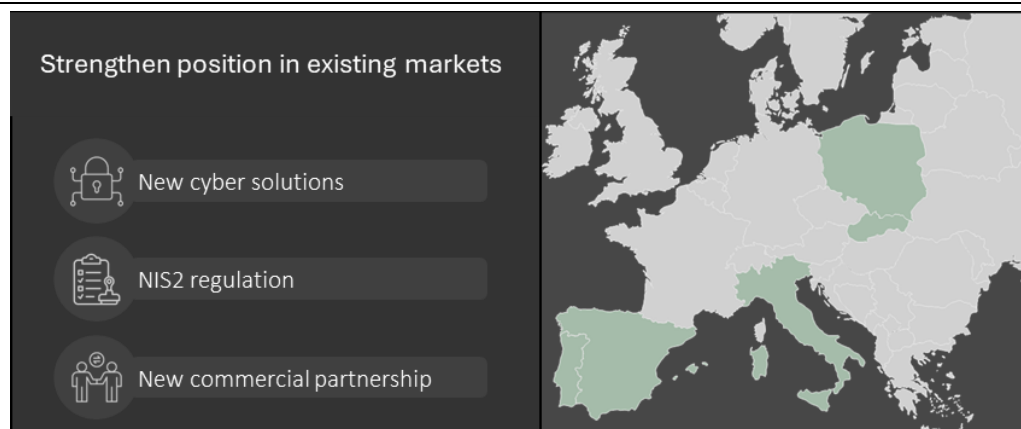 Strengthen position in existing markets
New cyber solutions
NIS2 regulation
New commercial partnership